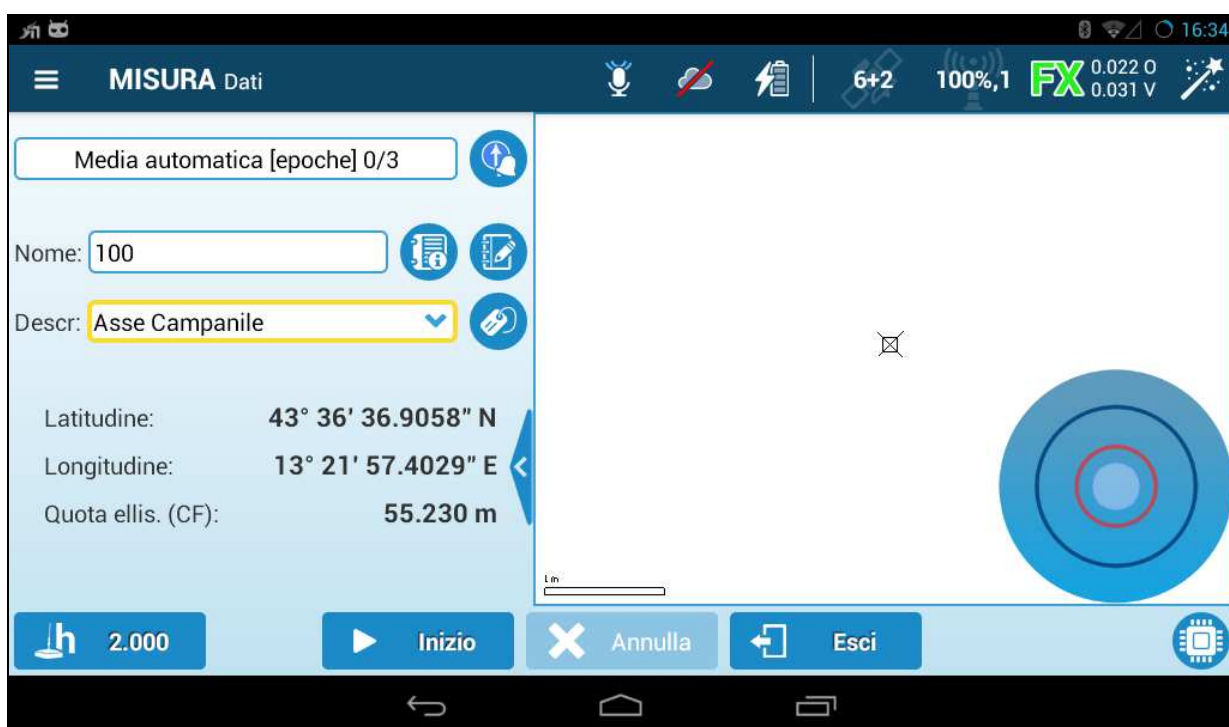 16:34
MISURA Dati
6+2
100%,1
FX
0.022 O
0.031 V
Media automatica [epoche] 0/3
Nome: 100
Descr: Asse Campanile
Latitudine: 43° 36' 36.9058" N
Longitudine: 13° 21' 57.4029" E
Quota ellis. (CF): 55.230 m
1 m
h 2.000
Inizio
Annulla
Esci